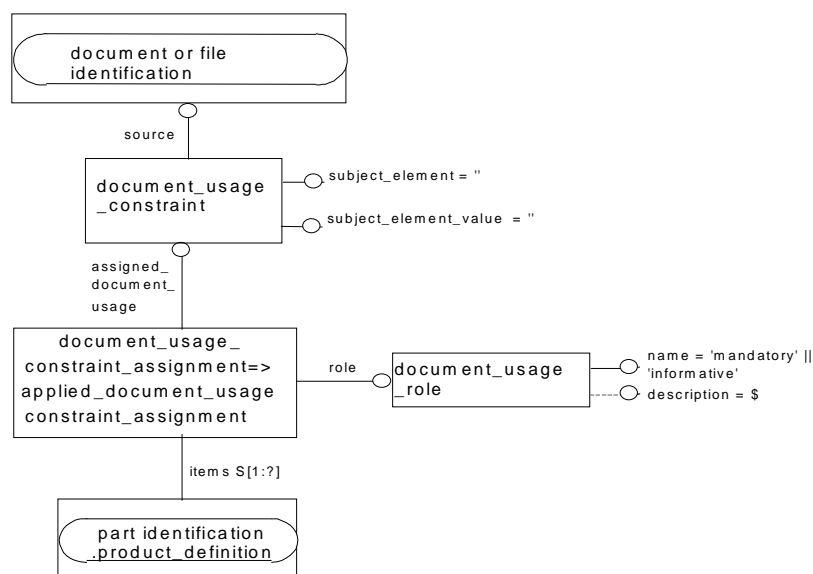 document or file
identification
source
document_usage
_constraint
subject_element = ''
subject_element_value = ''
assigned_
document_
usage
document_usage_
constraint_assignment=>
applied_document_usage
constraint_assignment
role
document_usage
_role
name = 'mandatory' ||
'informative'
description = $
items S[1:?]
part identification
.product_definition